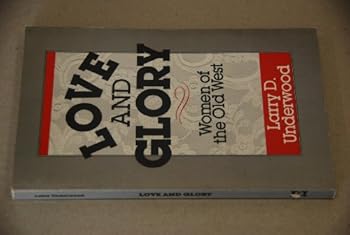 LOVE
AND
GLORY
Women of
the Old West
Larry D.
Underwood
Larry Underwood
LOVE AND GLORY